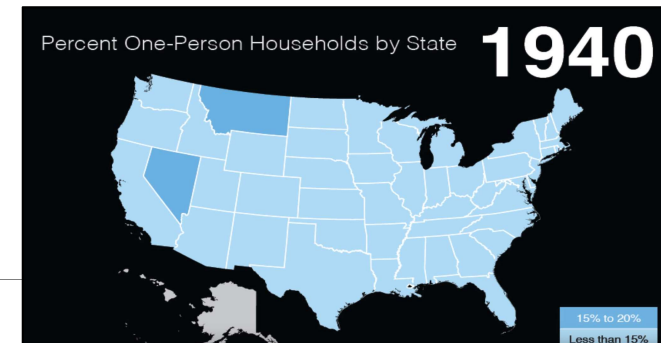 Percent One-Person Households by State 1940
15% to 20%
Less than 15%